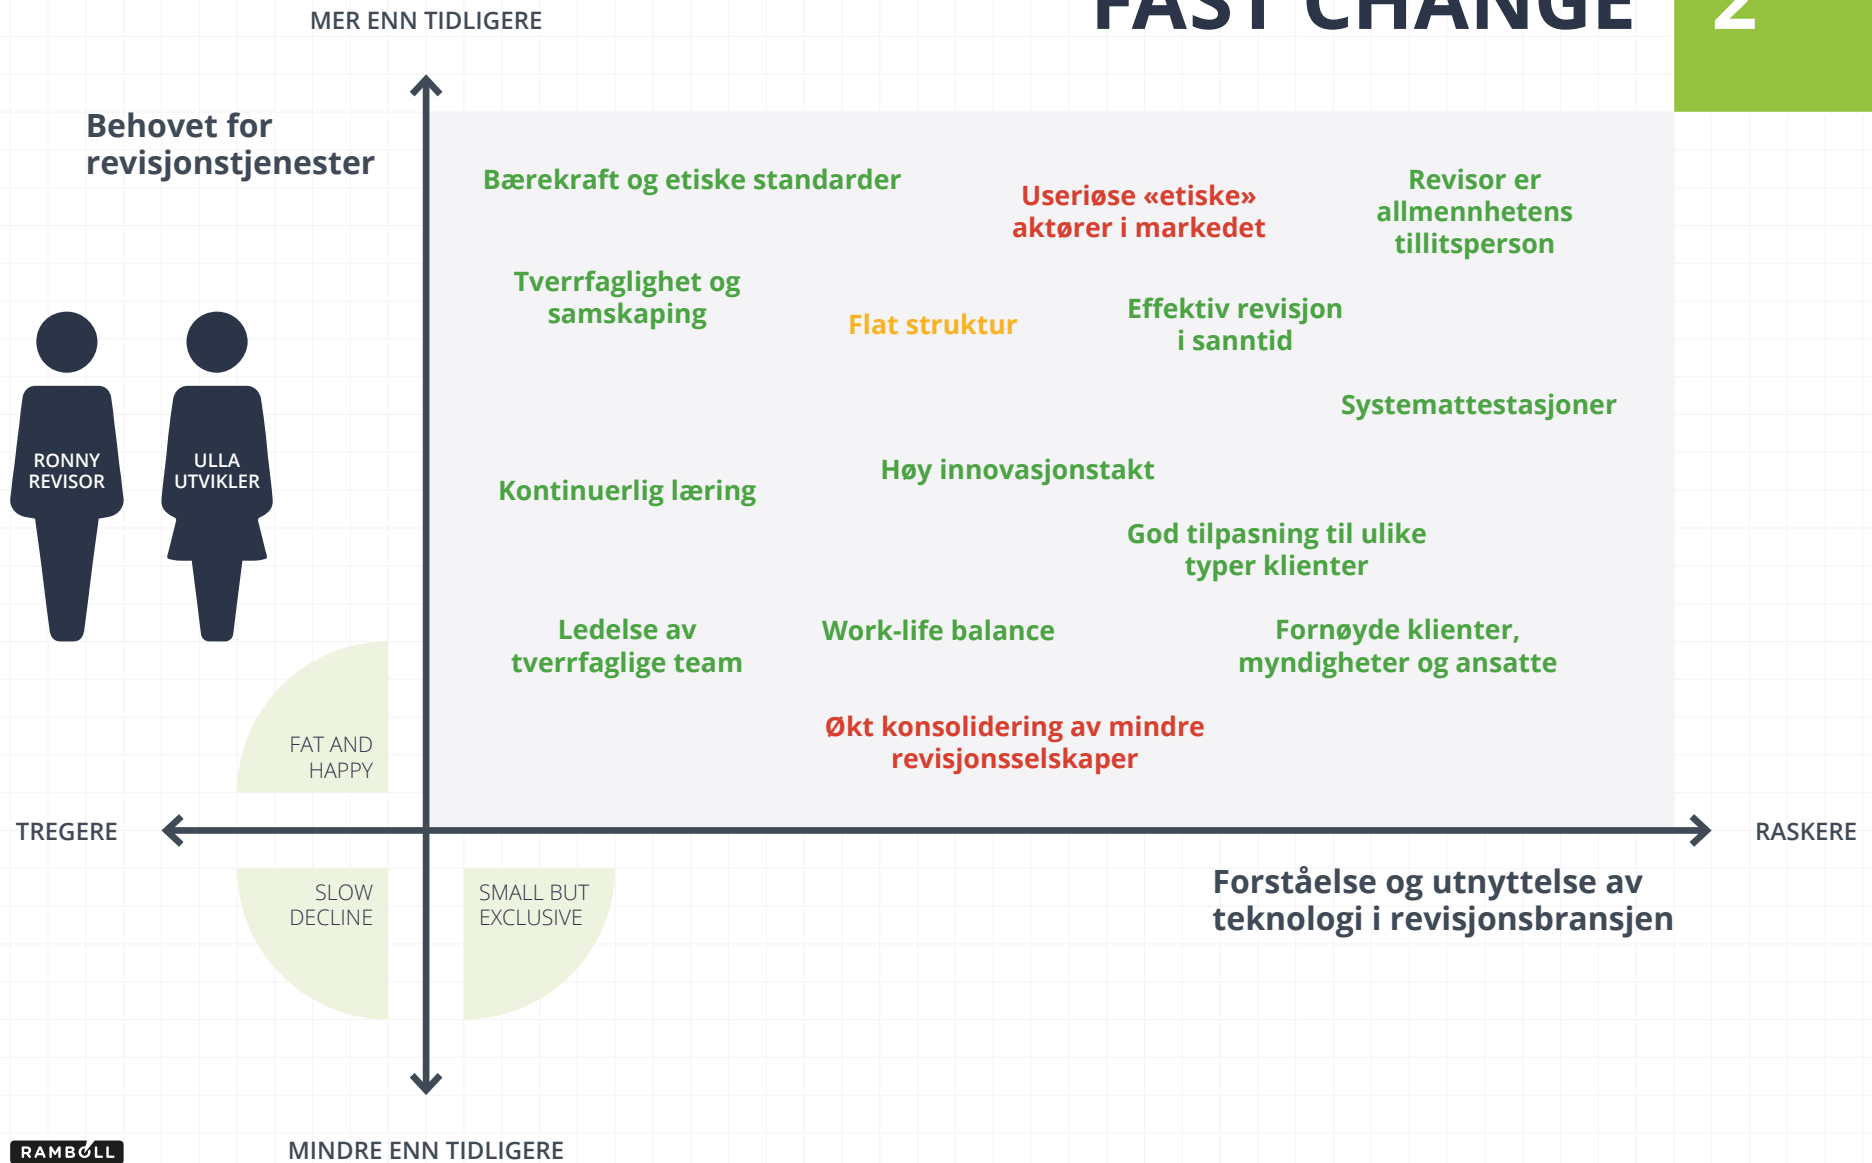 FAST CHANGE
2
MER ENN TIDLIGERE
Behovet for
revisjonstjenester
Bærekraft og etiske standarder
Useriøse «etiske»
aktører i markedet
Revisor er
allmennhetens
tillitsperson
Tverrfaglighet og
samskaping
Flat struktur
Effektiv revisjon
i sanntid
Systemattestasjoner
RONNY
REVISOR
ULLA
UTVIKLER
Kontinuerlig læring
Høy innovasjonstakt
God tilpasning til ulike
typer klienter
Ledelse av
tverrfaglige team
Work-life balance
Fornøyde klienter,
myndigheter og ansatte
Økt konsolidering av mindre
revisjonsselskaper
FAT AND
HAPPY
TREGERE
RASKERE
SLOW
DECLINE
SMALL BUT
EXCLUSIVE
Forståelse og utnyttelse av
teknologi i revisjonsbransjen
RAMBOLL
MINDRE ENN TIDLIGERE